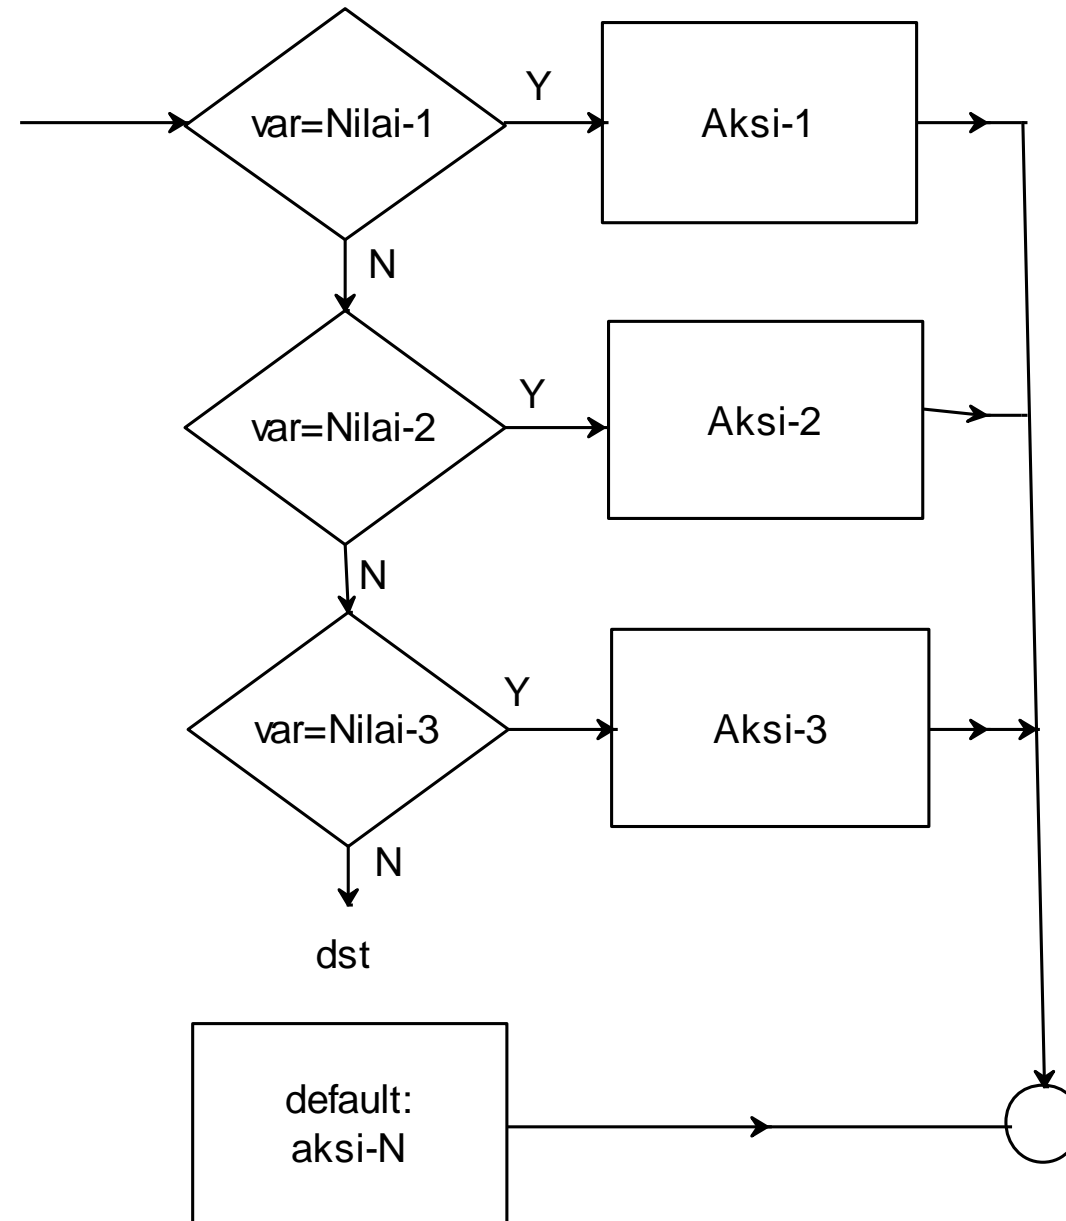 var=Nilai-1
Y
Aksi-1
N
var=Nilai-2
Y
Aksi-2
N
var=Nilai-3
Y
Aksi-3
N
dst
default:
aksi-N